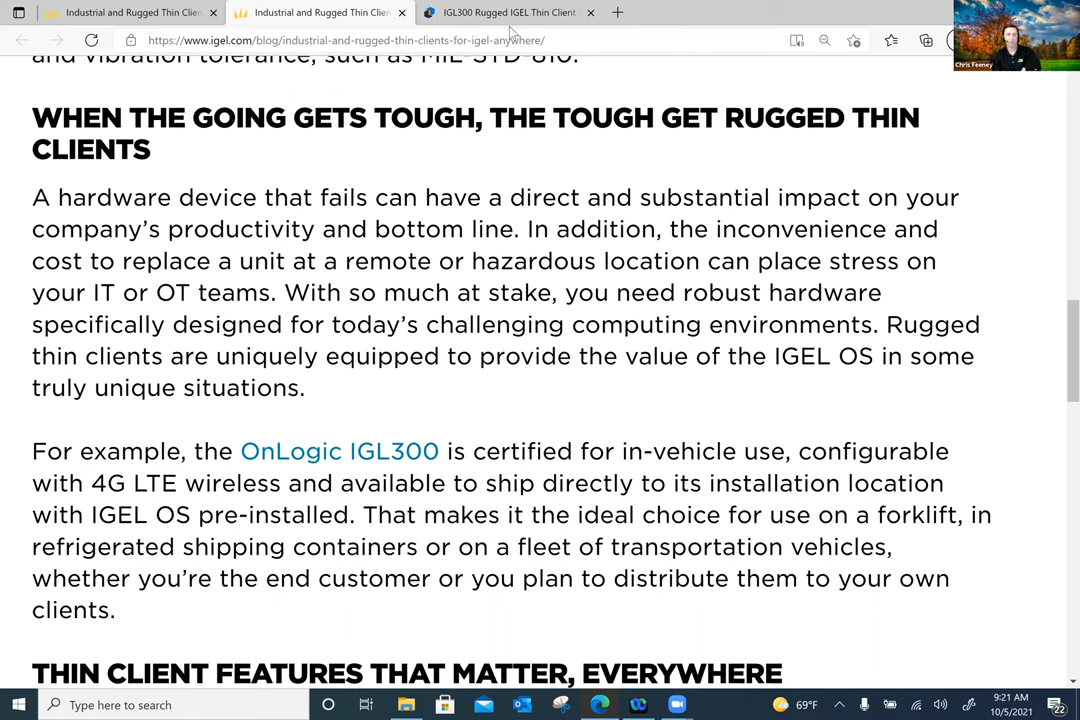 Industrial and Rugged Thin Clien
Industrial and Rugged Thin Clien
IGL300 Rugged IGEL Thin Client
https://www.igel.com/blog/industrial-and-rugged-thin-clients-for-igel-anywhere/
Chris Feeney
and vibration tolerance, such as MIL-STD-810.
WHEN THE GOING GETS TOUGH, THE TOUGH GET RUGGED THIN
CLIENTS
A hardware device that fails can have a direct and substantial impact on your
company's productivity and bottom line. In addition, the inconvenience and
cost to replace a unit at a remote or hazardous location can place stress on
your IT or OT teams. With so much at stake, you need robust hardware
specifically designed for today's challenging computing environments. Rugged
thin clients are uniquely equipped to provide the value of the IGEL OS in some
truly unique situations.
For example, the OnLogic IGL300 is certified for in-vehicle use, configurable
with 4G LTE wireless and available to ship directly to its installation location
with IGEL OS pre-installed. That makes it the ideal choice for use on a forklift, in
refrigerated shipping containers or on a fleet of transportation vehicles,
whether you're the end customer or you plan to distribute them to your own
clients.
THIN CLIENT FEATURES THAT MATTER, EVERYWHERE
Type here to search
69°F
9:21 AM
10/5/2021
22